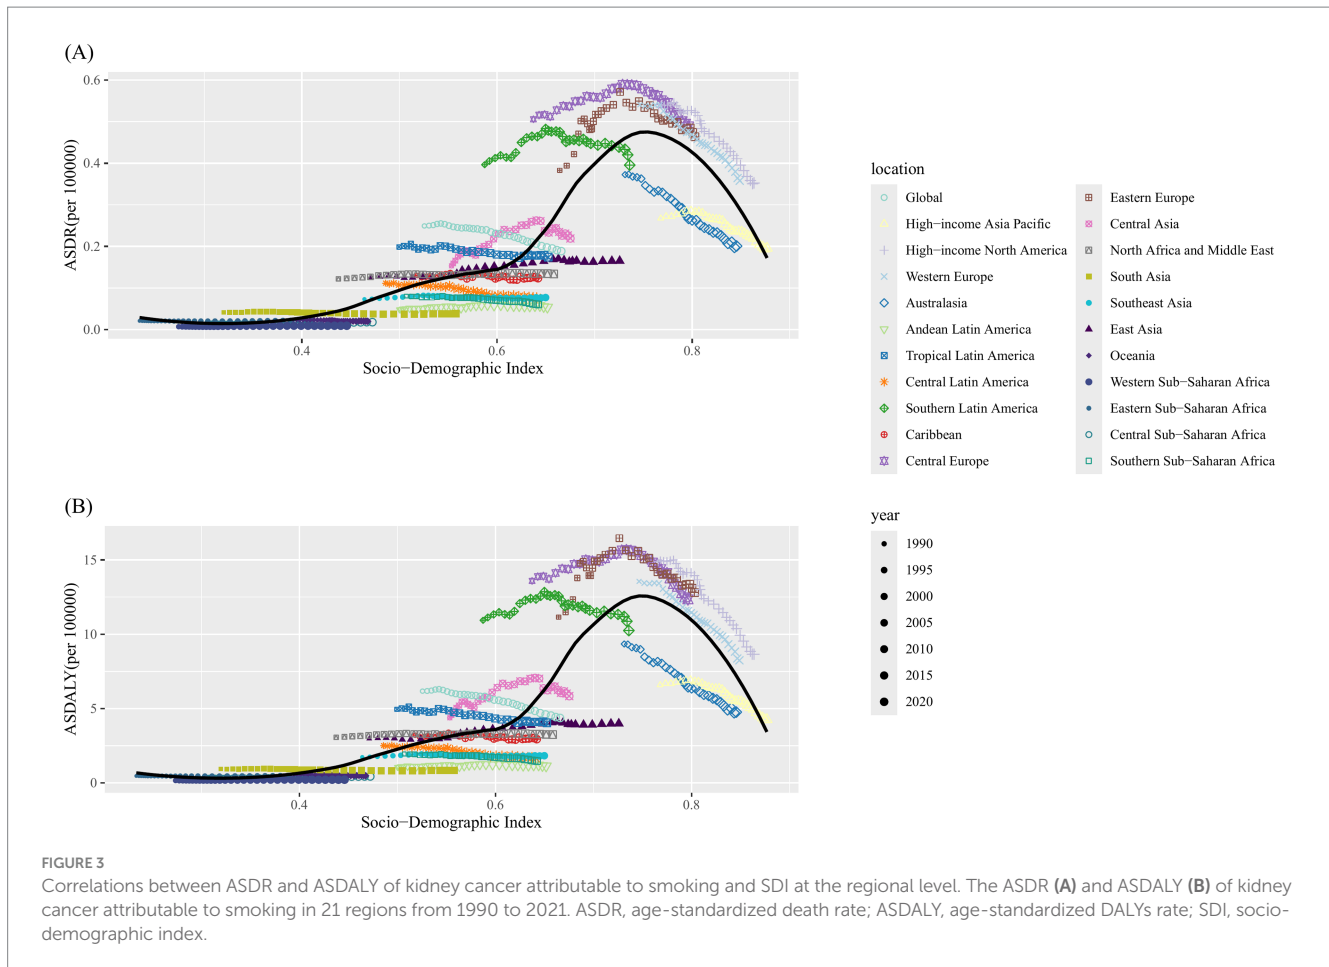 (A)
0.6
0.4
0.2
0.0
ASDR(per 100000)
0.4
0.6
0.8
Socio−Demographic Index
location
Global
High−income Asia Pacific
High−income North America
Western Europe
Australasia
Andean Latin America
Tropical Latin America
Central Latin America
Southern Latin America
Caribbean
Central Europe
Eastern Europe
Central Asia
North Africa and Middle East
South Asia
Southeast Asia
East Asia
Oceania
Western Sub−Saharan Africa
Eastern Sub−Saharan Africa
Central Sub−Saharan Africa
Southern Sub−Saharan Africa
(B)
15
10
5
0
ASDALY(per 100000)
0.4
0.6
0.8
Socio−Demographic Index
year
1990
1995
2000
2005
2010
2015
2020
FIGURE 3
Correlations between ASDR and ASDALY of kidney cancer attributable to smoking and SDI at the regional level. The ASDR (A) and ASDALY (B) of kidney
cancer attributable to smoking in 21 regions from 1990 to 2021. ASDR, age-standardized death rate; ASDALY, age-standardized DALYs rate; SDI, socio-
demographic index.